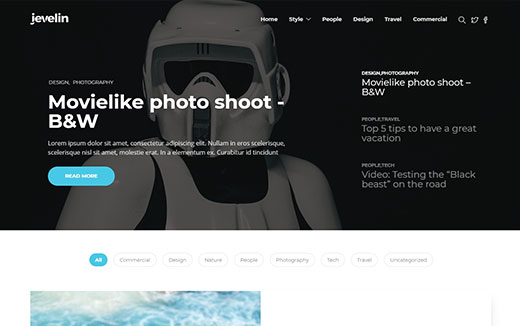 jevelin
Home Style People Design Travel Commercial
DESIGN, PHOTOGRAPHY
Movielike photo shoot -
B&W
Lorem ipsum dolor sit amet, consectetur adipiscing elit. Nullam in eros scelerisque,
scelerisque nisl sit amet, molestie erat. In a elementum ex. Curabitur id tincidunt
READ MORE
DESIGN,PHOTOGRAPHY
Movielike photo shoot –
B&W
PEOPLE,TRAVEL
Top 5 tips to have a great
vacation
PEOPLE,TECH
Video: Testing the “Black
beast” on the road
All Commercial Design Nature People Photography Tech Travel Uncategorized